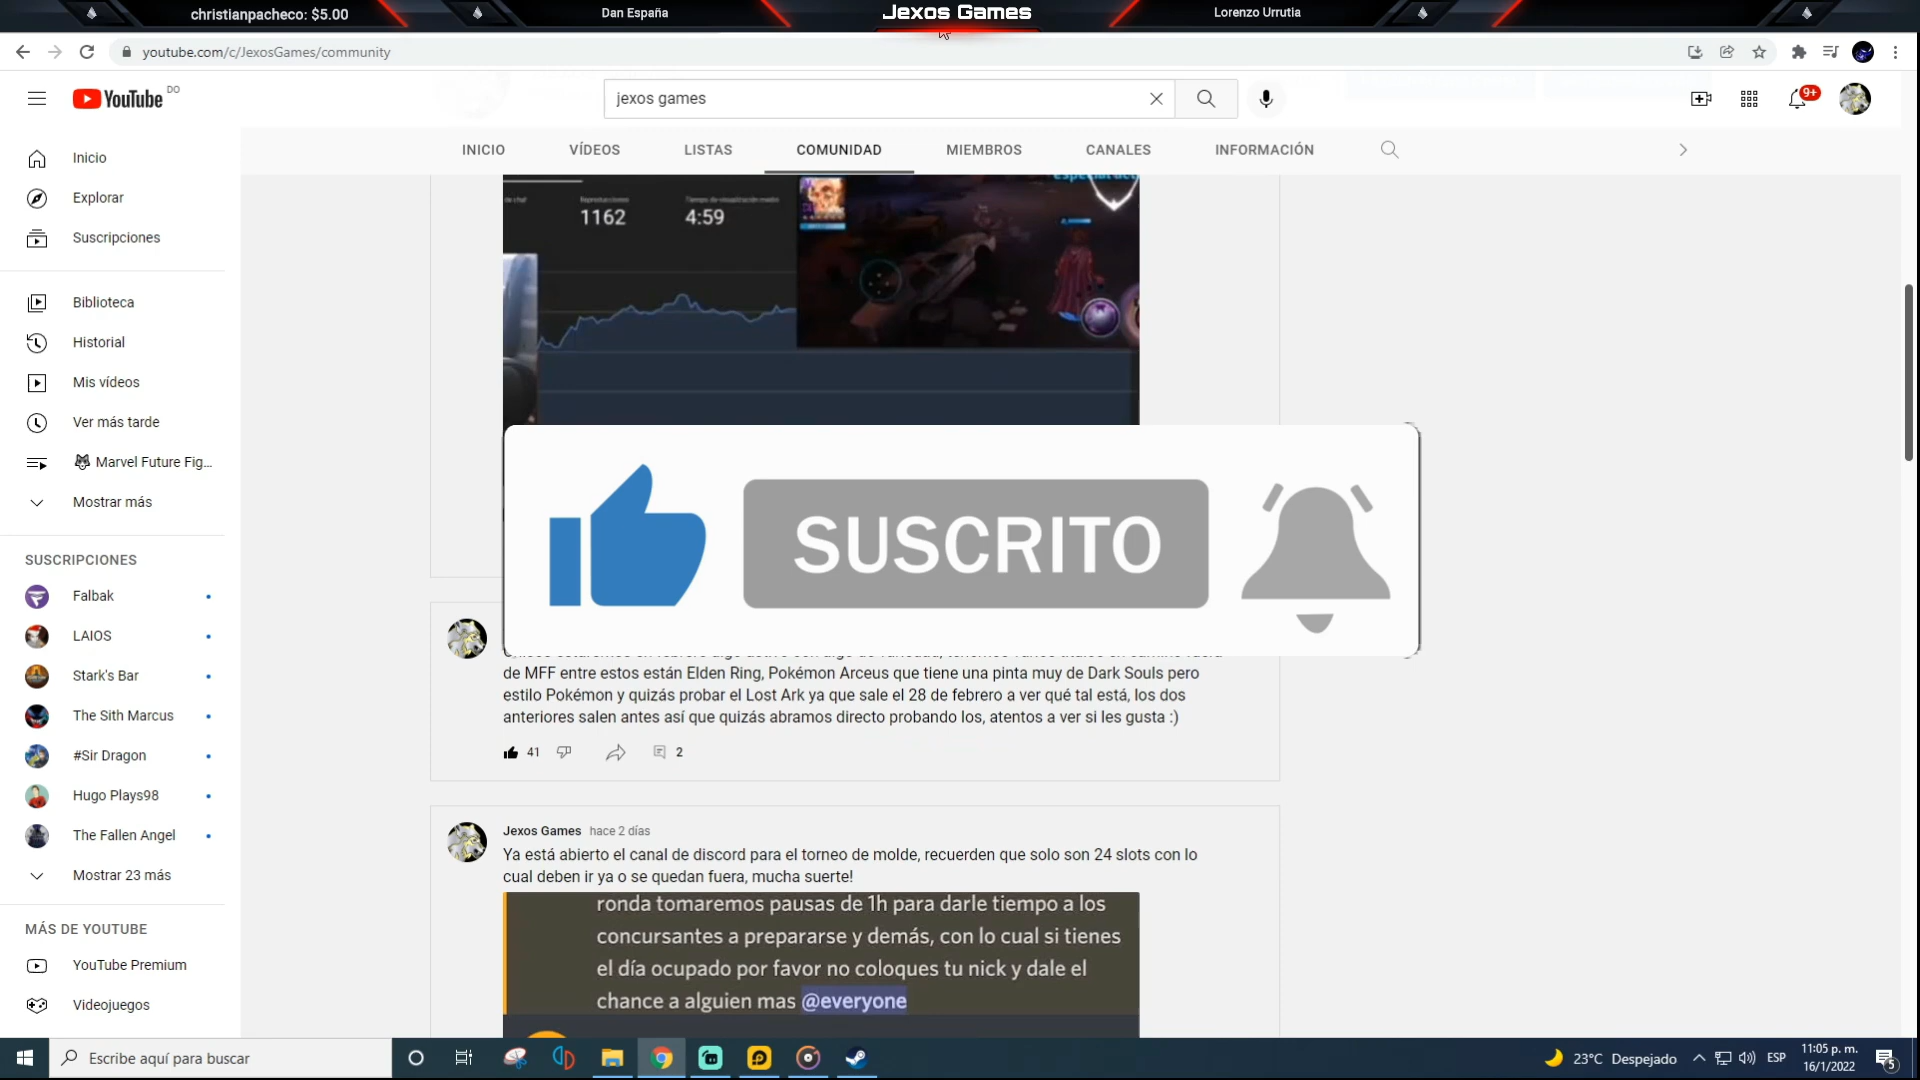 christianpacheco: $5.00
Dan España
Jexos Games
Lorenzo Urrutia
youtube.com/c/JexosGames/community
YouTube DO
jexos games
9+
INICIO
VÍDEOS
LISTAS
COMUNIDAD
MIEMBROS
CANALES
INFORMACIÓN
Inicio
Explorar
Suscripciones
Biblioteca
Historial
Mis vídeos
Ver más tarde
Marvel Future Fig...
Mostrar más
SUSCRIPCIONES
Falbak
LAIOS
Stark's Bar
The Sith Marcus
#Sir Dragon
Hugo Plays98
The Fallen Angel
Mostrar 23 más
MÁS DE YOUTUBE
YouTube Premium
Videojuegos
1162
4:59
SUSCRITO
de MFF entre estos están Elden Ring, Pokémon Arceus que tiene una pinta muy de Dark Souls pero
estilo Pokémon y quizás probar el Lost Ark ya que sale el 28 de febrero a ver qué tal está, los dos
anteriores salen antes así que quizás abramos directo probando los, atentos a ver si les gusta :)
41
2
Jexos Games hace 2 días
Ya está abierto el canal de discord para el torneo de molde, recuerden que solo son 24 slots con lo
cual deben ir ya o se quedan fuera, mucha suerte!
ronda tomaremos pausas de 1h para darle tiempo a los
concursantes a prepararse y demás, con lo cual si tienes
el día ocupado por favor no coloques tu nick y dale el
chance a alguien mas @everyone
Escribe aquí para buscar
23°C Despejado
ESP
11:05 p. m.
16/1/2022
5